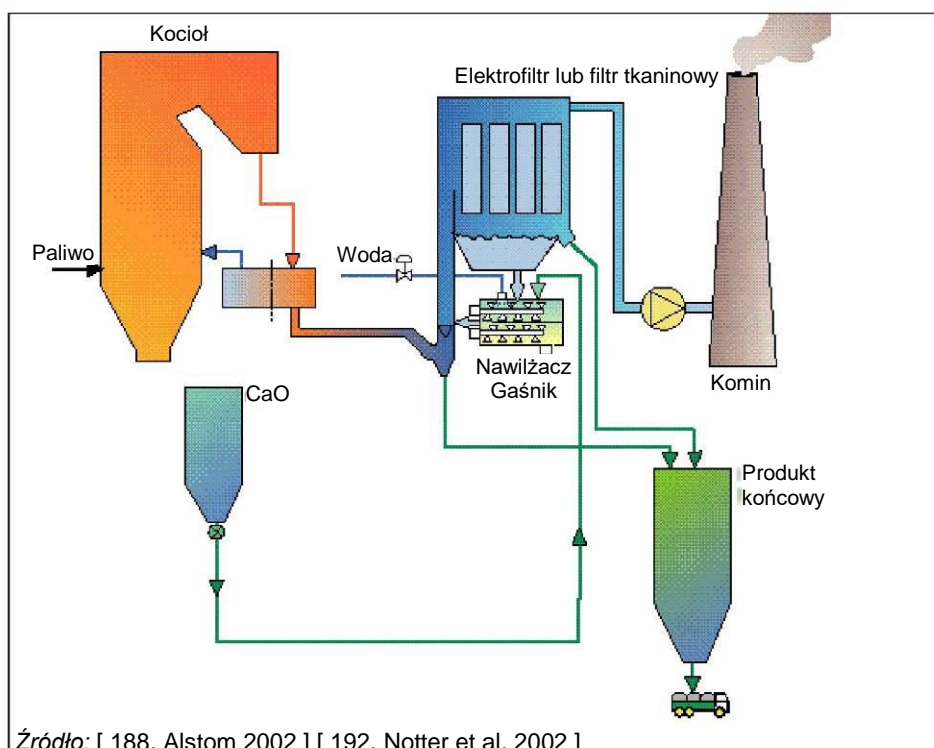 Kocioł
Elektrofiltr lub filtr tkaninowy
Paliwo
Woda
Nawilżacz
Gaśnik
Komin
CaO
Produkt
końcowy
Źródło: [ 188, Alstom 2002 ] [ 192, Notter et al. 2002 ]